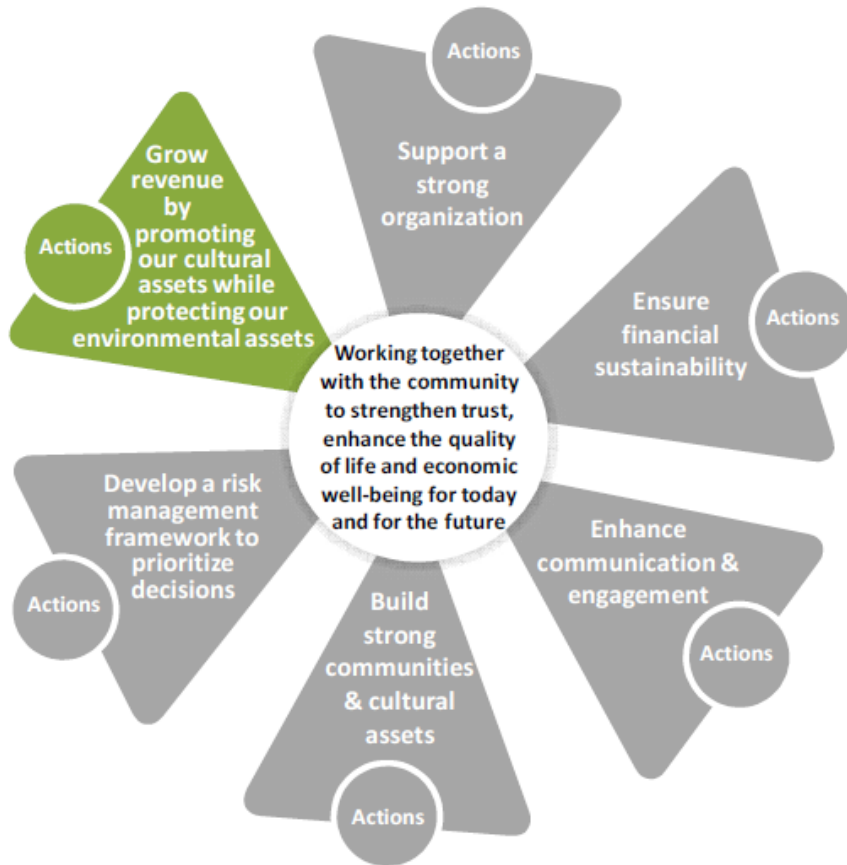 Actions
Support a
strong
organization
Actions
Ensure
financial
sustainability
Actions
Enhance
communication &
engagement
Actions
Build
strong
communities
& cultural
assets
Actions
Develop a risk
management
framework to
prioritize
decisions
Actions
Grow
revenue
by
promoting
our cultural
assets while
protecting our
environmental assets
Working together
with the community
to strengthen trust,
enhance the quality
of life and economic
well-being for today
and for the future